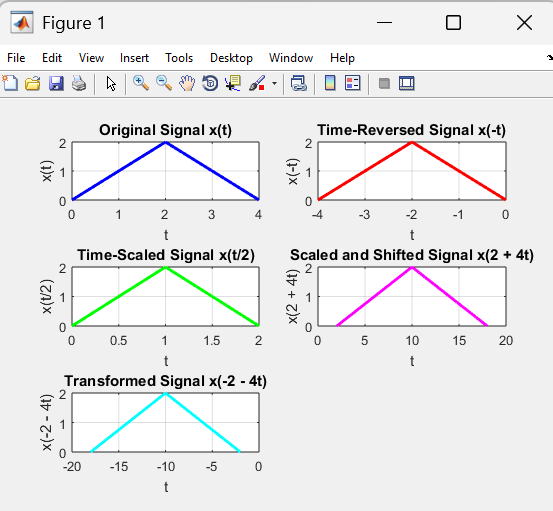 Figure 1
File Edit View Insert Tools Desktop Window Help
Original Signal x(t)
x(t)
2
1
0
0 1 2 3 4
t
Time-Reversed Signal x(-t)
x(-t)
2
1
0
-4 -3 -2 -1 0
t
Time-Scaled Signal x(t/2)
x(t/2)
2
1
0
0 0.5 1 1.5 2
t
Scaled and Shifted Signal x(2 + 4t)
x(2 + 4t)
2
1
0
0 5 10 15 20
t
Transformed Signal x(-2 - 4t)
x(-2 - 4t)
2
1
0
-20 -15 -10 -5 0
t